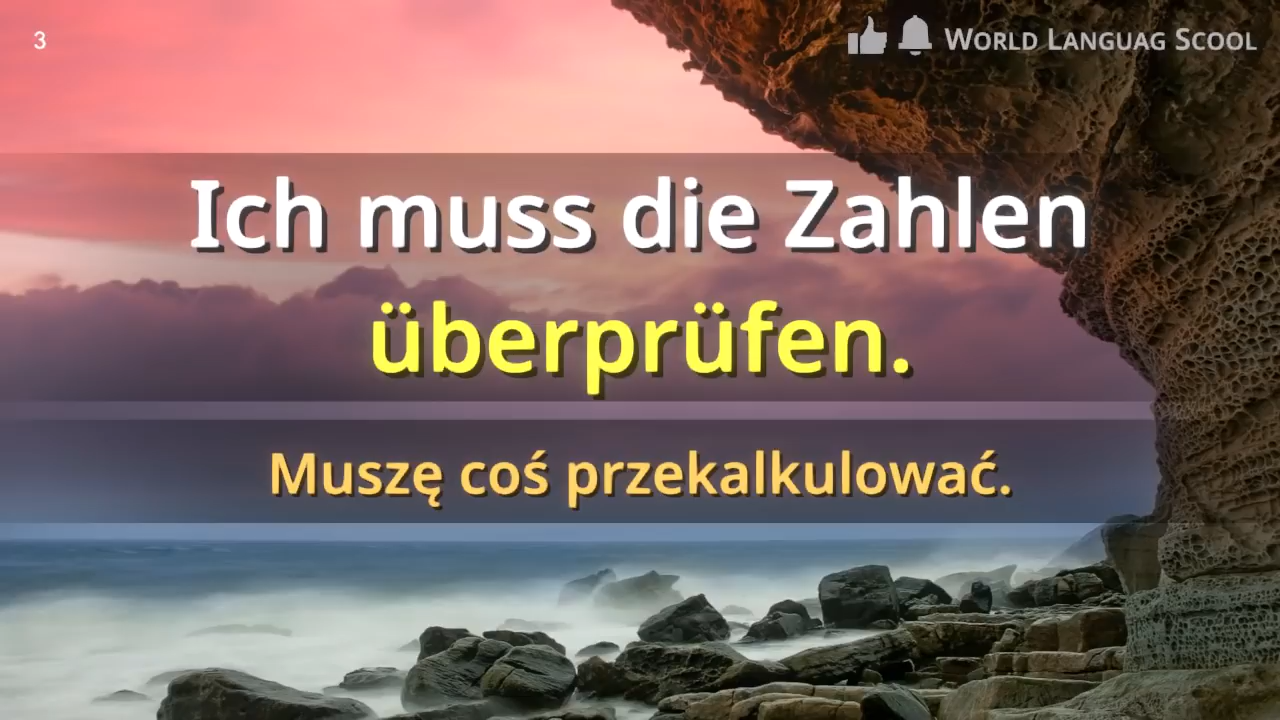 3
World Languag Scool
Ich muss die Zahlen
überprüfen.
Muszę coś przekalkulować.